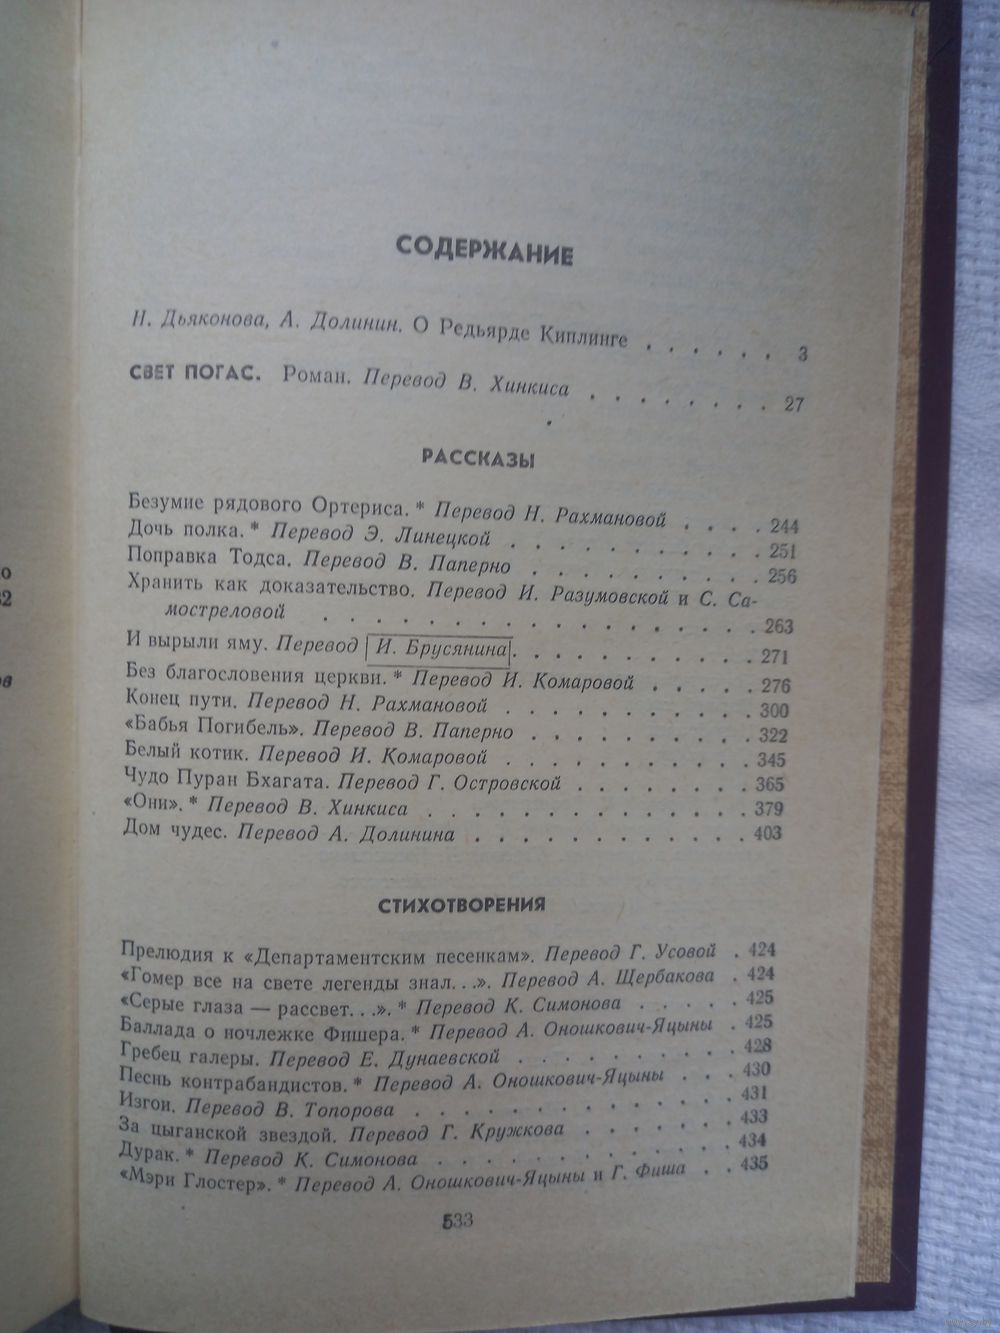 СОДЕРЖАНИЕ
Н. Дьяконова, А. Долинин. О Редьярде Киплинге . . . . . . 3
СВЕТ ПОГАС. Роман. Перевод В. Хинкиса . . . . . . . . 27
РАССКАЗЫ
Безумие рядового Ортериса. * Перевод Н. Рахмановой . . . . 244
Дочь полка. * Перевод Э. Линецкой . . . . . . . . . . 251
Поправка Тодса. Перевод В. Паперно . . . . . . . . . . 256
Хранить как доказательство. Перевод И. Разумовской и С. Са-
мостреловой . . . . . . . . . . . . . . . . . 263
И вырыли яму. Перевод И. Брусянина. . . . . . . . . . . 271
Без благословения церкви. * Перевод И. Комаровой . . . . . 276
Конец пути. Перевод Н. Рахмановой . . . . . . . . . . . 300
«Бабья Погибель». Перевод В. Паперно . . . . . . . . . . 322
Белый котик. Перевод И. Комаровой . . . . . . . . . . . 345
Чудо Пуран Бхагата. Перевод Г. Островской . . . . . . . . 365
«Они». * Перевод В. Хинкиса . . . . . . . . . . . . . . 379
Дом чудес. Перевод А. Долинина . . . . . . . . . . . . 403
СТИХОТВОРЕНИЯ
Прелюдия к «Департаментским песенкам». Перевод Г. Усовой . 424
«Гомер все на свете легенды знал. . .». Перевод А. Щербакова . 424
«Серые глаза — рассвет. . .». * Перевод К. Симонова . . . . . 425
Баллада о ночлежке Фишера. * Перевод А. Оношкович-Яцыны . 425
Гребец галеры. Перевод Е. Дунаевской . . . . . . . . . . 428
Песнь контрабандистов. * Перевод А. Оношкович-Яцыны . . . 430
Изгои. Перевод В. Топорова . . . . . . . . . . . . . . 431
За цыганской звездой. Перевод Г. Кружкова . . . . . . . 433
Дурак. * Перевод К. Симонова . . . . . . . . . . . . . 434
«Мэри Глостер». * Перевод А. Оношкович-Яцыны и Г. Фиша . . 435
533